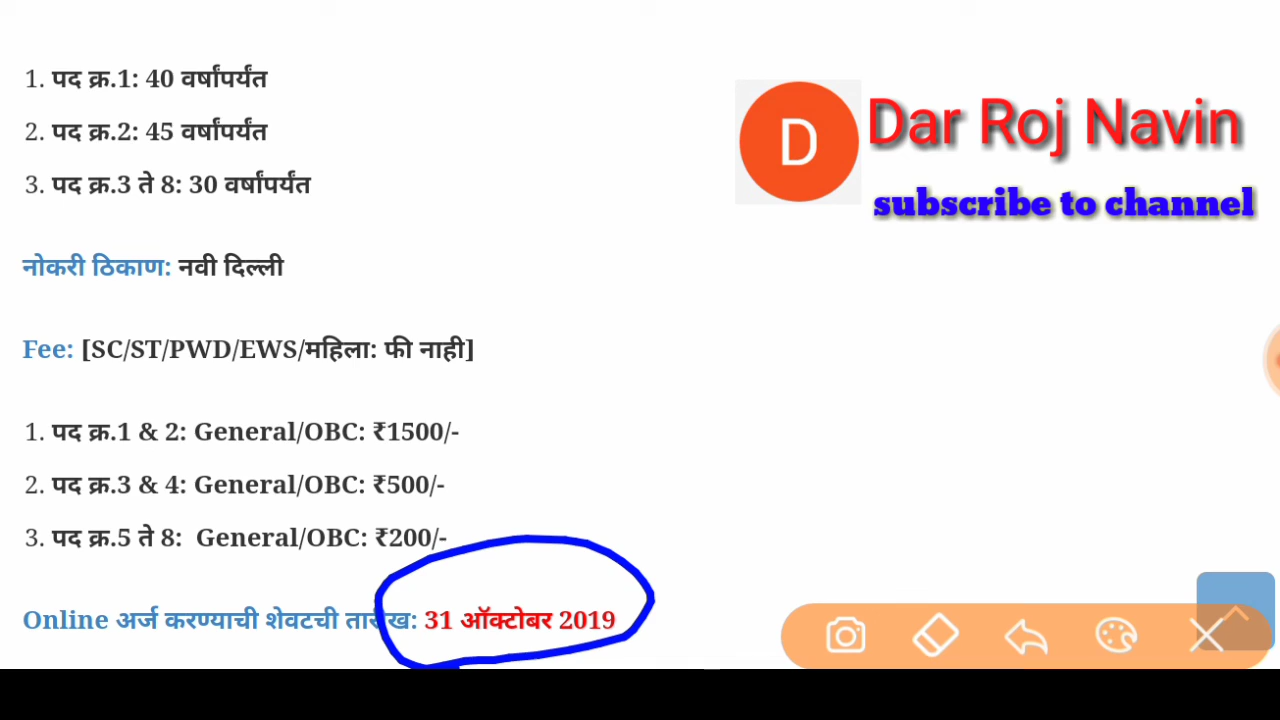 1. पद क्र.1: 40 वर्षांपर्यंत
2. पद क्र.2: 45 वर्षांपर्यंत
3. पद क्र.3 ते 8: 30 वर्षांपर्यंत
D
Dar Roj Navin
subscribe to channel
नोकरी ठिकाण: नवी दिल्ली
Fee: [SC/ST/PWD/EWS/महिला: फी नाही]
1. पद क्र.1 & 2: General/OBC: ₹1500/-
2. पद क्र.3 & 4: General/OBC: ₹500/-
3. पद क्र.5 ते 8: General/OBC: ₹200/-
Online अर्ज करण्याची शेवटची तारीख: 31 ऑक्टोबर 2019